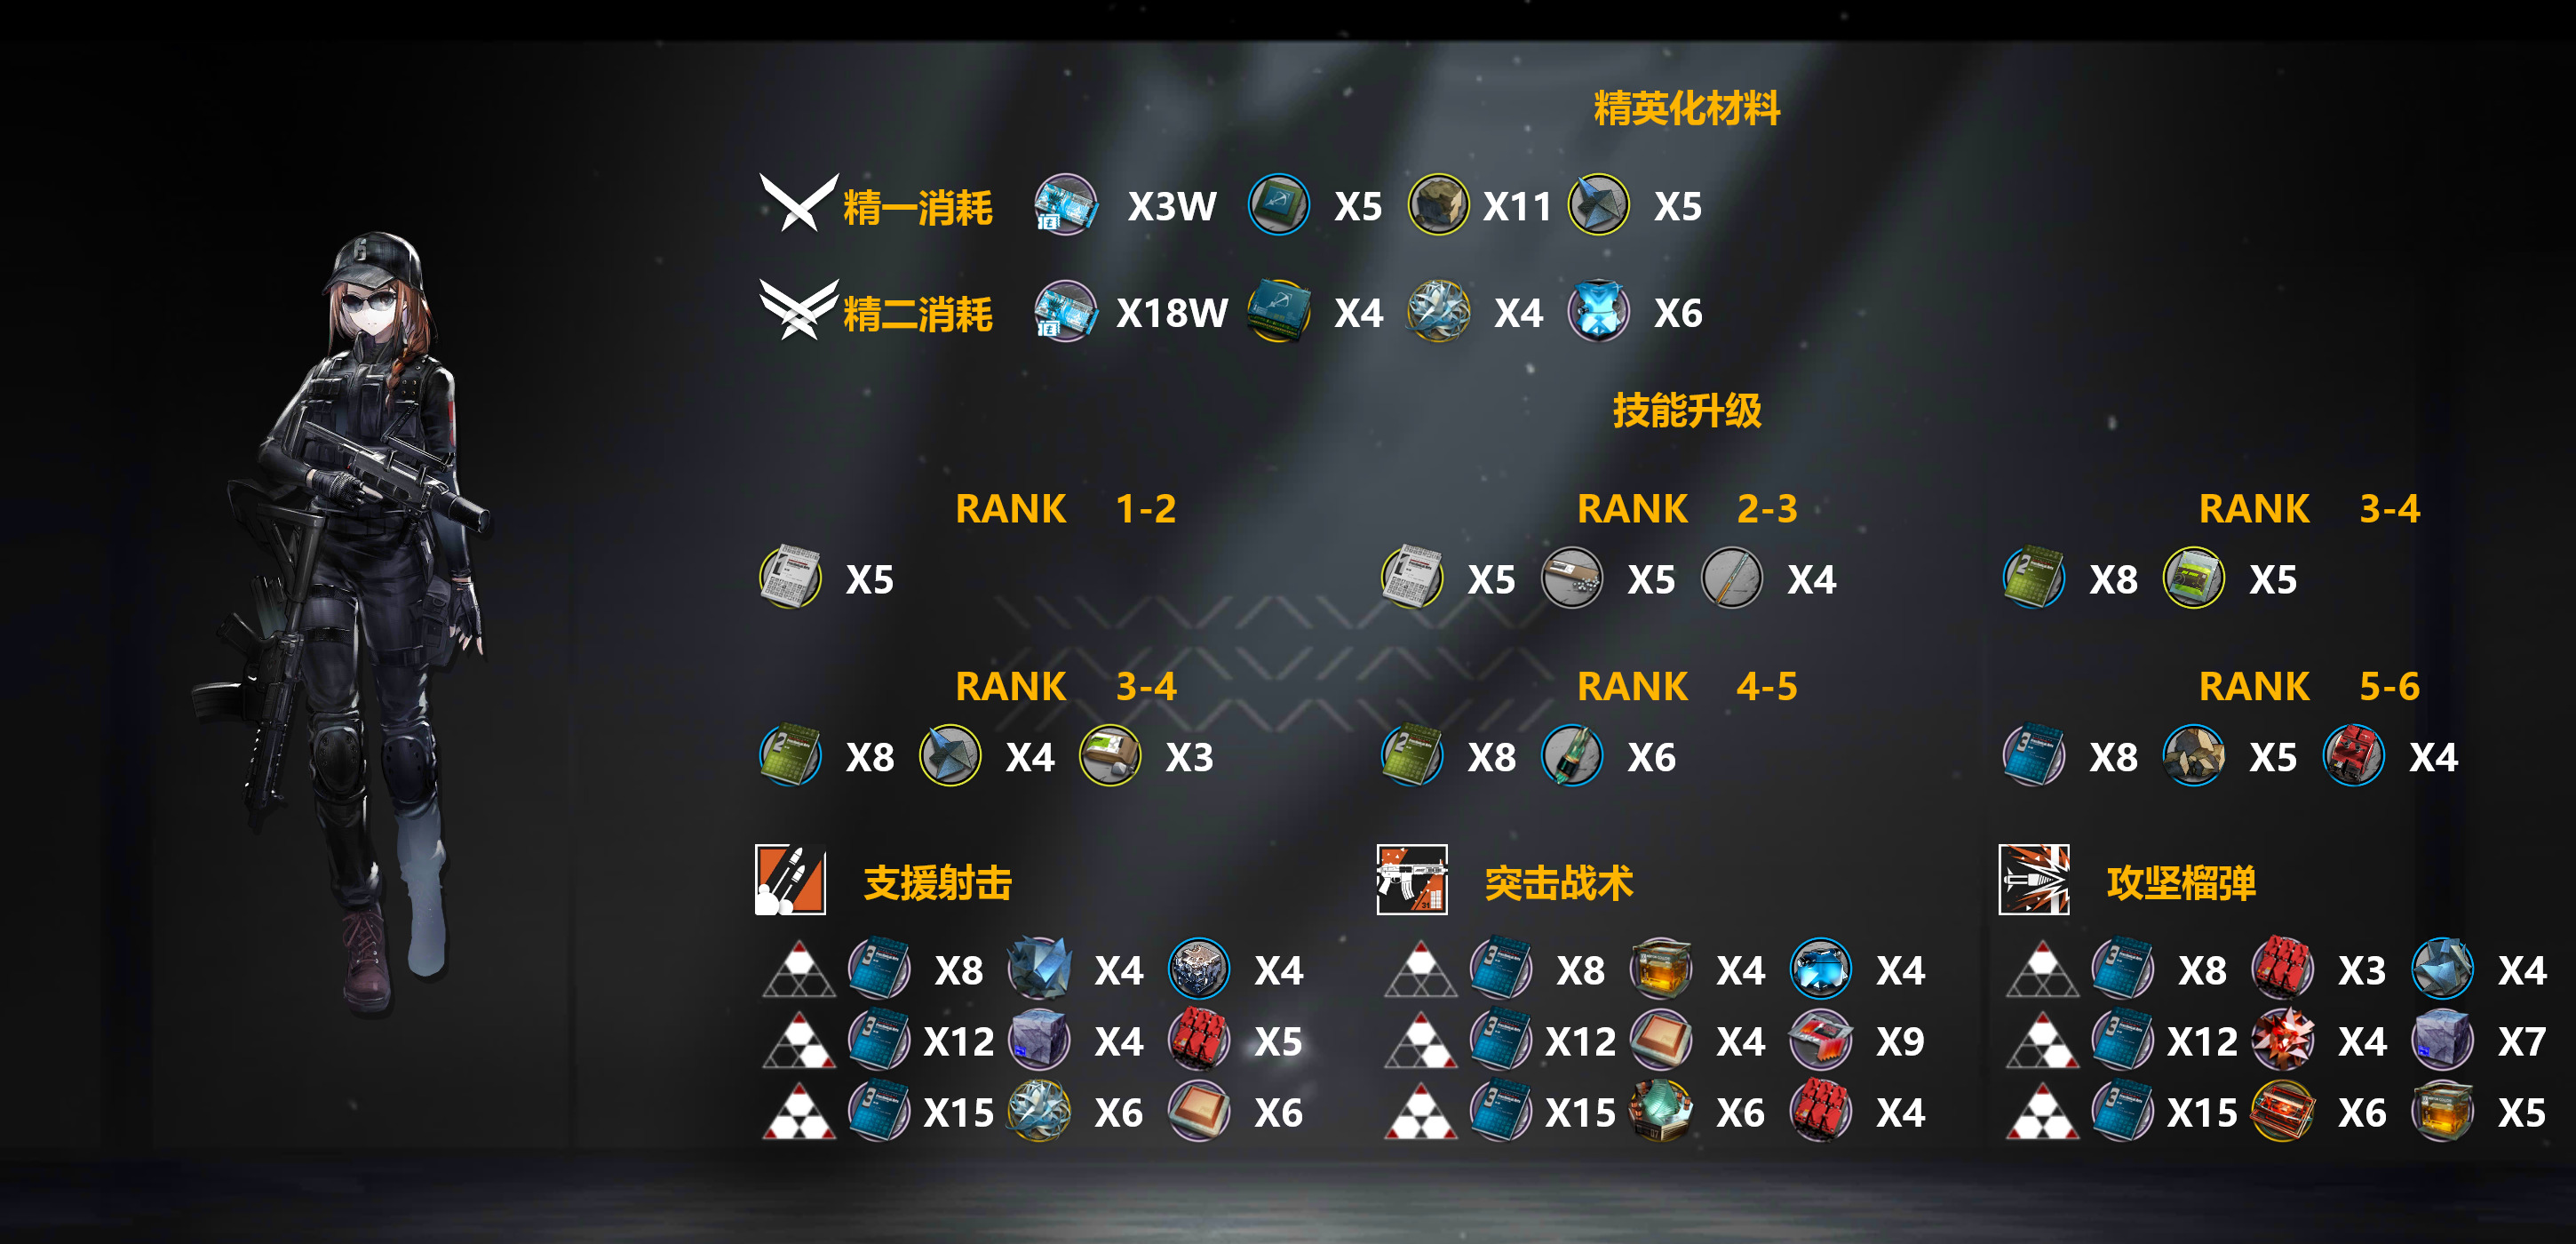 精英化材料
精一消耗 X3W X5 X11 X5
精二消耗 X18W X4 X4 X6
技能升级
RANK 1-2 RANK 2-3 RANK 3-4
X5 X5 X5 X4 X8 X5
RANK 3-4 RANK 4-5 RANK 5-6
X8 X4 X3 X8 X6 X8 X5 X4
支援射击 突击战术 攻坚榴弹
X8 X4 X4 X8 X4 X4 X8 X3 X4
X12 X4 X5 X12 X4 X9 X12 X4 X7
X15 X6 X6 X15 X6 X4 X15 X6 X5